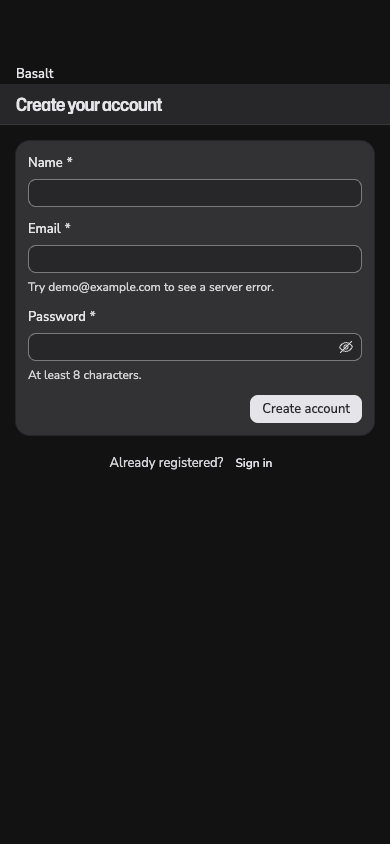 Basalt
Create your account
Name *
Email *
Try demo@example.com to see a server error.
Password *
At least 8 characters.
Create account
Already registered? Sign in